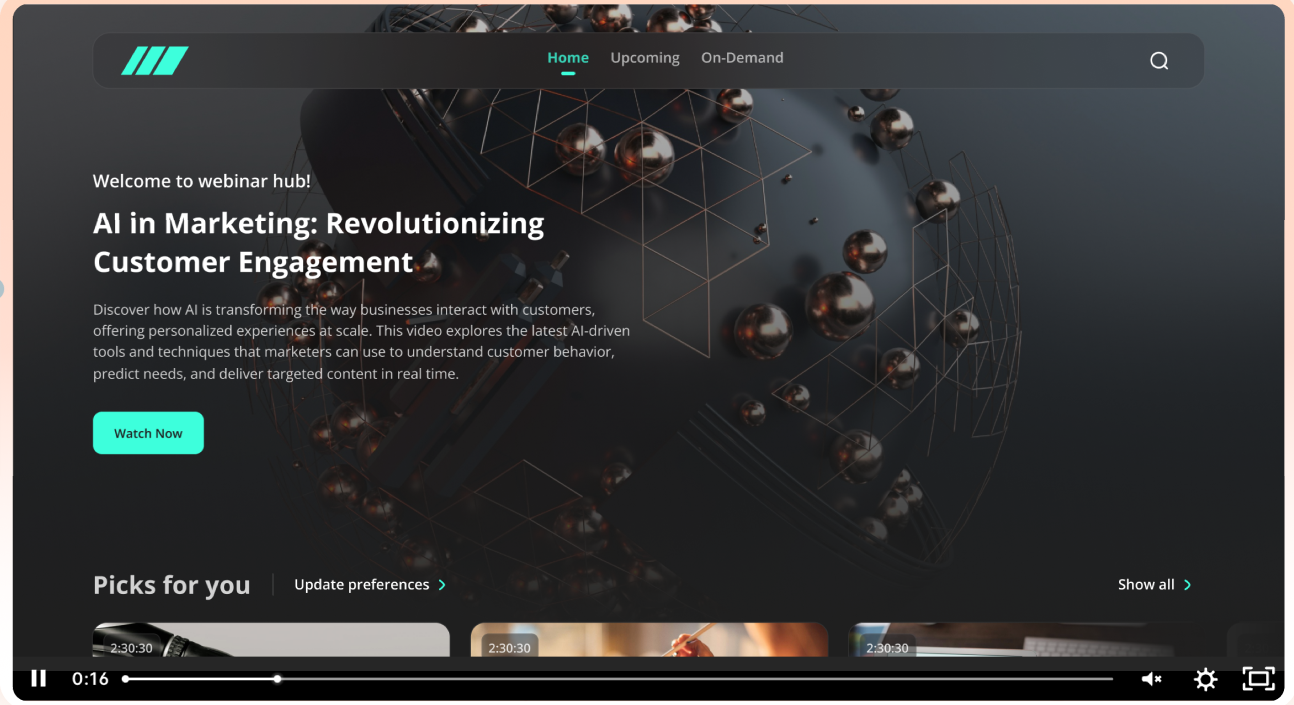 Home Upcoming On-Demand
Welcome to webinar hub!
AI in Marketing: Revolutionizing
Customer Engagement
Discover how AI is transforming the way businesses interact with customers,
offering personalized experiences at scale. This video explores the latest AI-driven
tools and techniques that marketers can use to understand customer behavior,
predict needs, and deliver targeted content in real time.
Watch Now
Picks for you Update preferences Show all
2:30:30 2:30:30 2:30:30
0:16